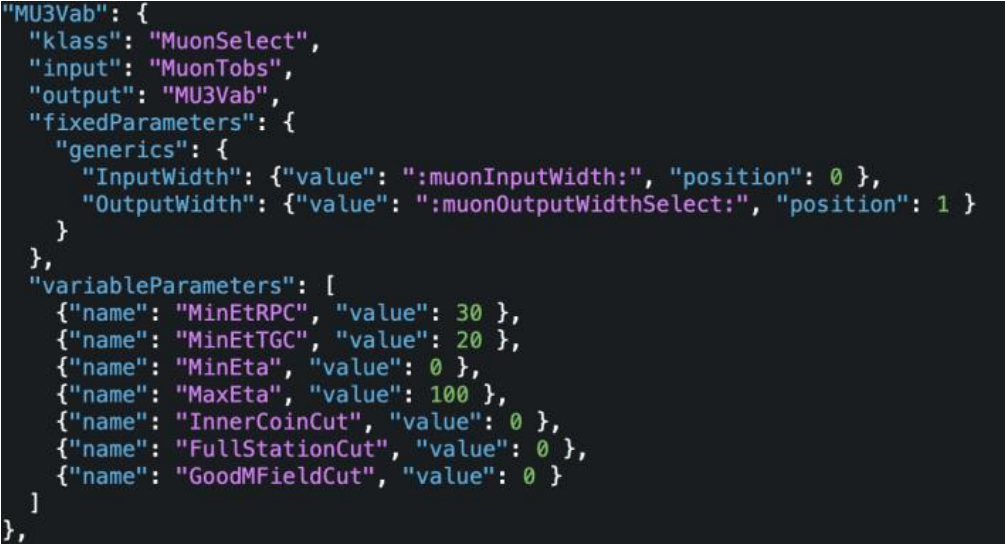 "MU3Vab": {
  "klass": "MuonSelect",
  "input": "MuonTobs",
  "output": "MU3Vab",
  "fixedParameters": {
    "generics": {
      "InputWidth": {"value": ":muonInputWidth:", "position": 0 },
      "OutputWidth": {"value": ":muonOutputWidthSelect:", "position": 1 }
    }
  },
  "variableParameters": [
    {"name": "MinEtRPC", "value": 30 },
    {"name": "MinEtTGC", "value": 20 },
    {"name": "MinEta", "value": 0 },
    {"name": "MaxEta", "value": 100 },
    {"name": "InnerCoinCut", "value": 0 },
    {"name": "FullStationCut", "value": 0 },
    {"name": "GoodMFieldCut", "value": 0 }
  ]
},